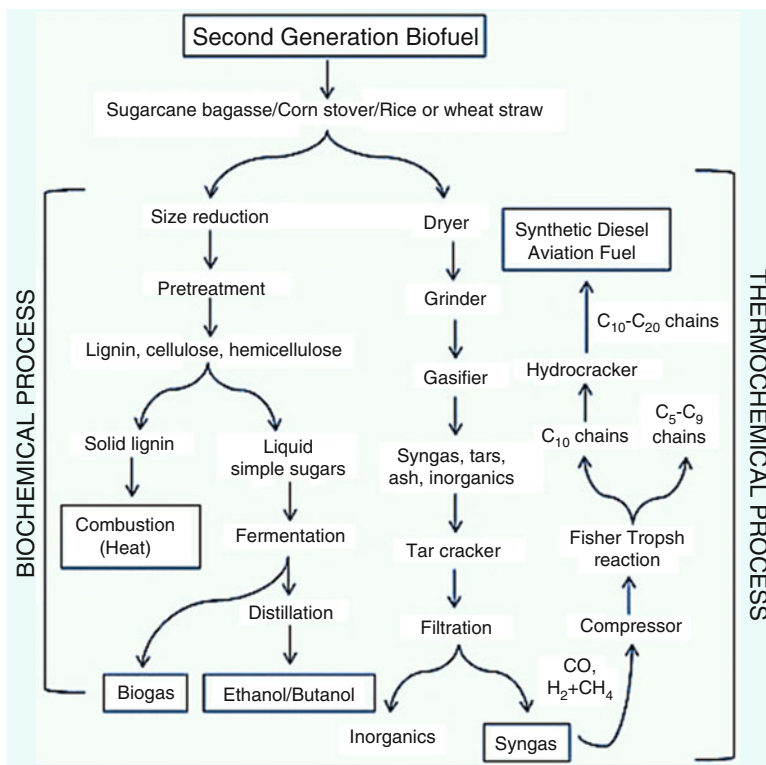 Second Generation Biofuel
Sugarcane bagasse/Corn stover/Rice or wheat straw
BIOCHEMICAL PROCESS
Size reduction
Pretreatment
Lignin, cellulose, hemicellulose
Solid lignin
Combustion
(Heat)
Liquid
simple sugars
Fermentation
Distillation
Biogas
Ethanol/Butanol
Dryer
Grinder
Gasifier
Syngas, tars,
ash, inorganics
Tar cracker
Filtration
Inorganics
Syngas
CO,
H₂+CH₄
Compressor
Fisher Tropsh
reaction
C₁₀ chains
C₅-C₉
chains
Hydrocracker
C₁₀-C₂₀ chains
Synthetic Diesel
Aviation Fuel
THERMOCHEMICAL PROCESS